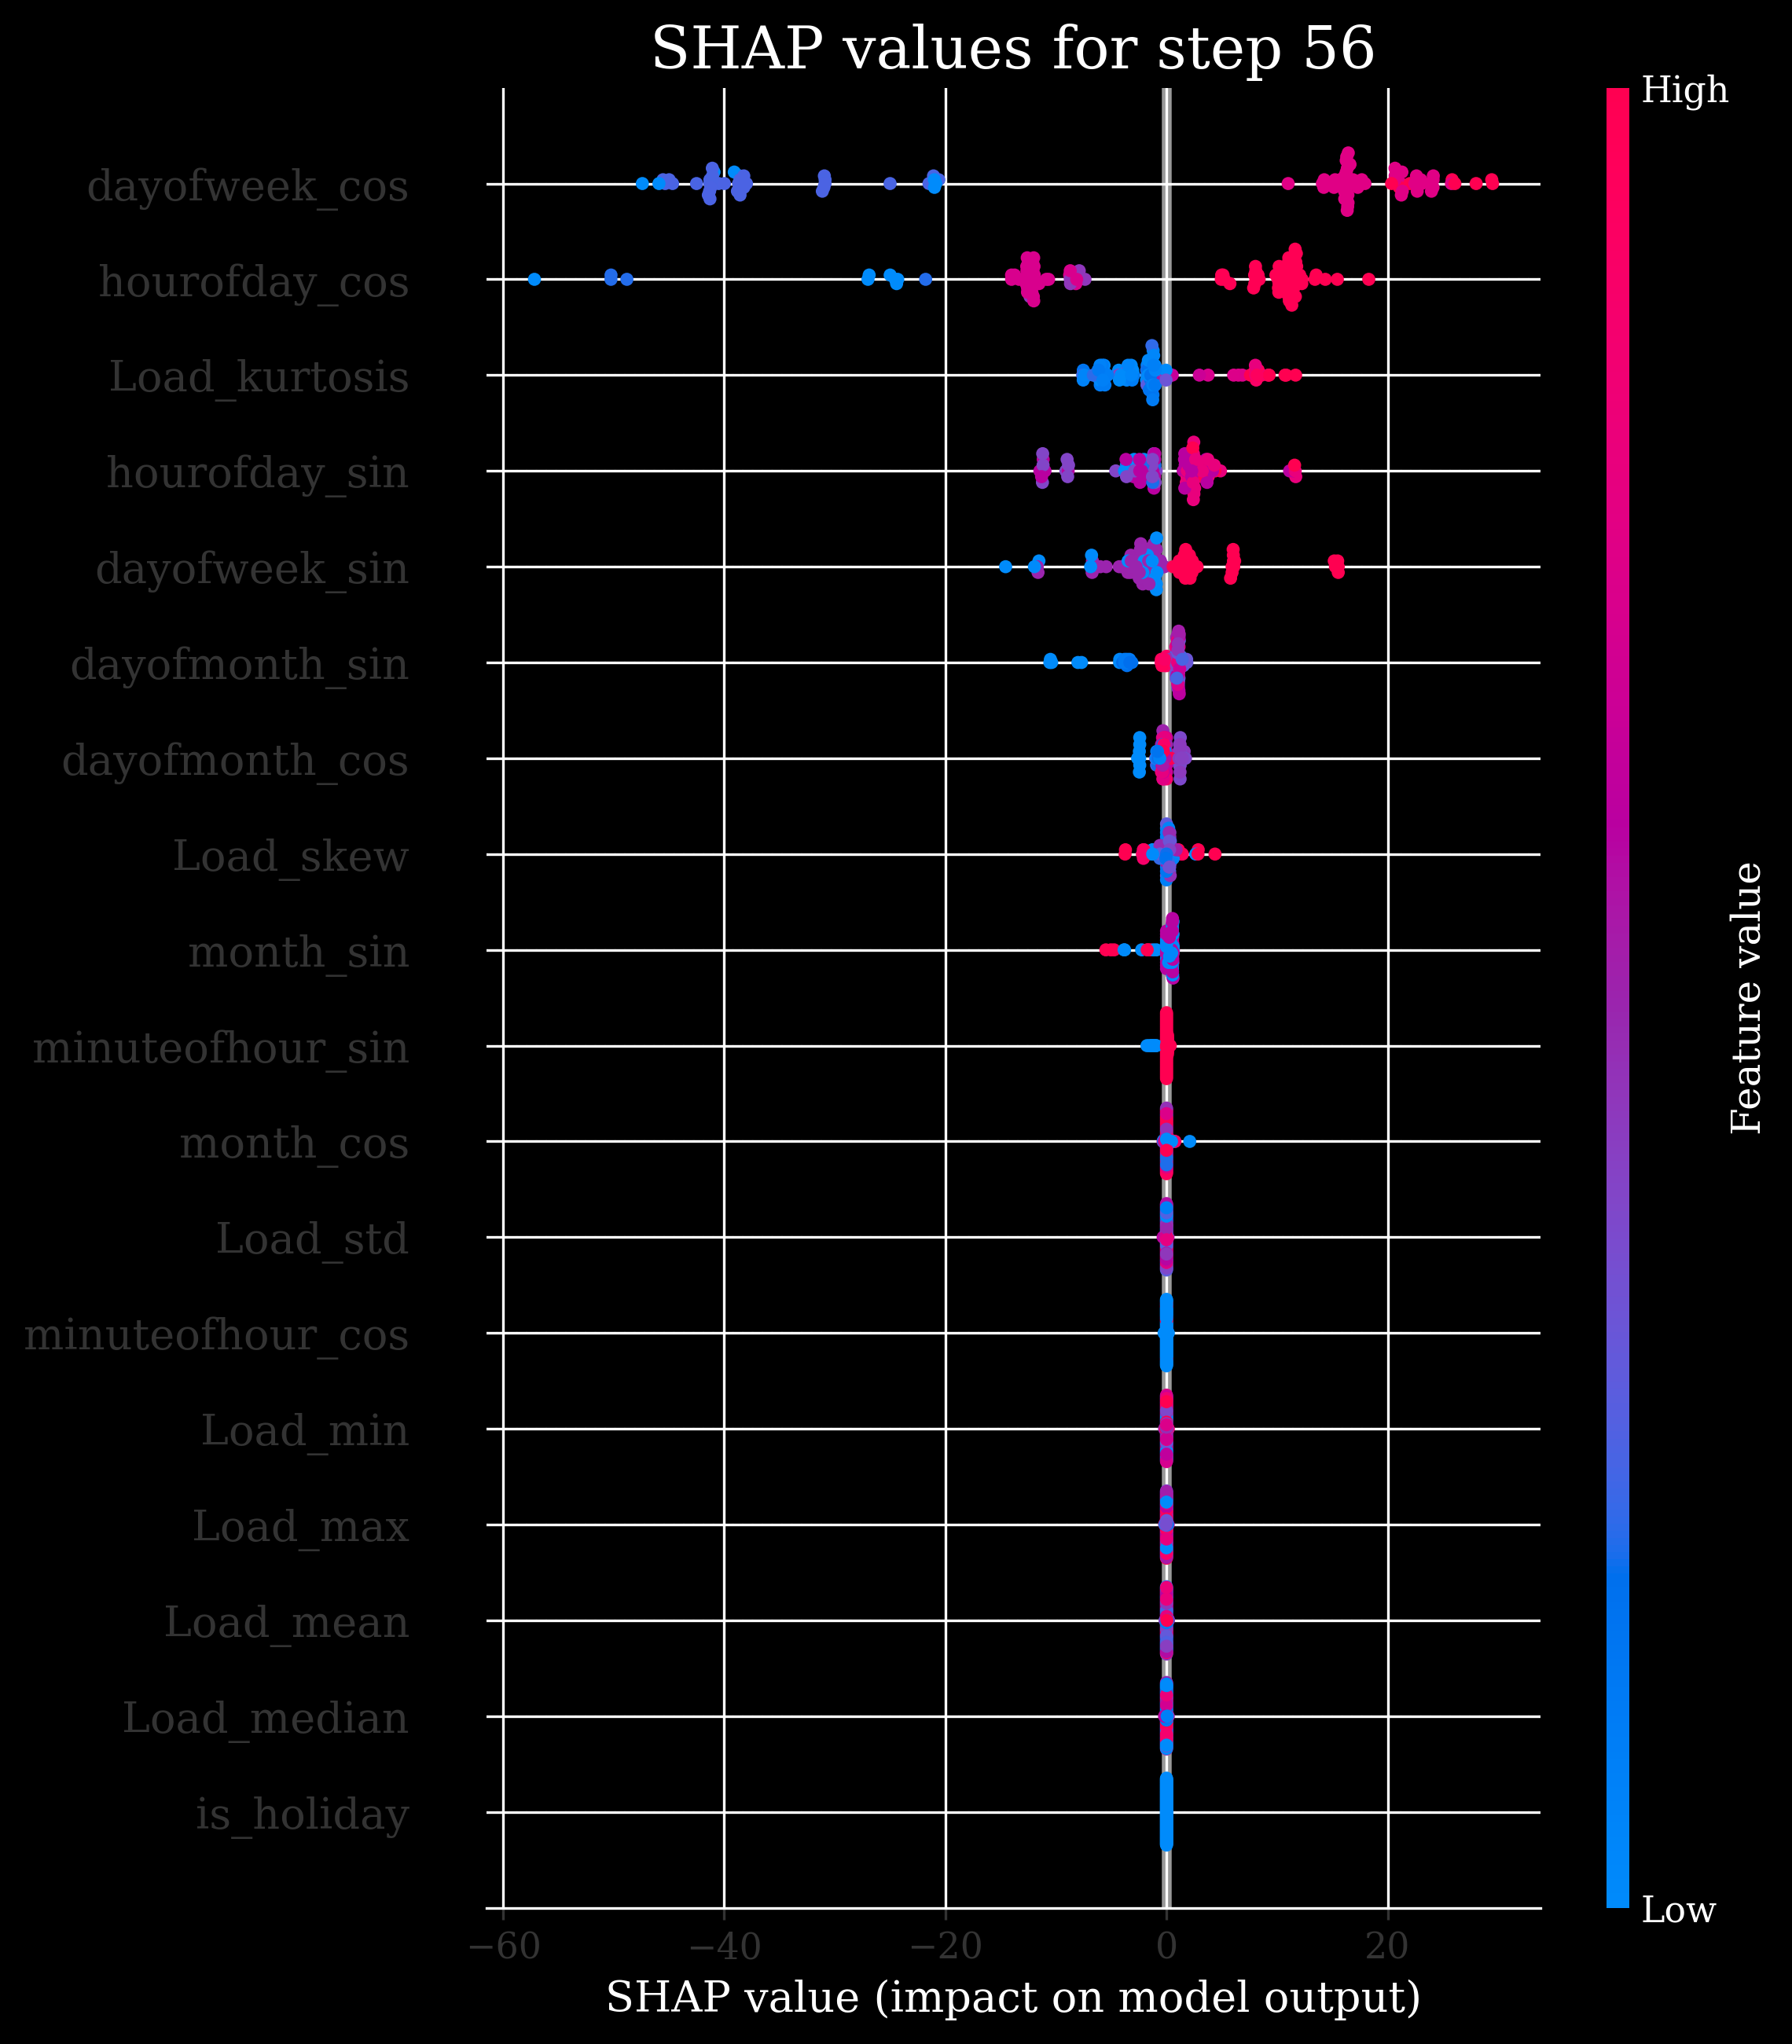 SHAP values for step 56
High
dayofweek_cos
hourofday_cos
Load_kurtosis
hourofday_sin
dayofweek_sin
dayofmonth_sin
dayofmonth_cos
Load_skew
month_sin
minuteofhour_sin
month_cos
Load_std
minuteofhour_cos
Load_min
Load_max
Load_mean
Load_median
is_holiday
Feature value
Low
−60 −40 −20 0 20
SHAP value (impact on model output)